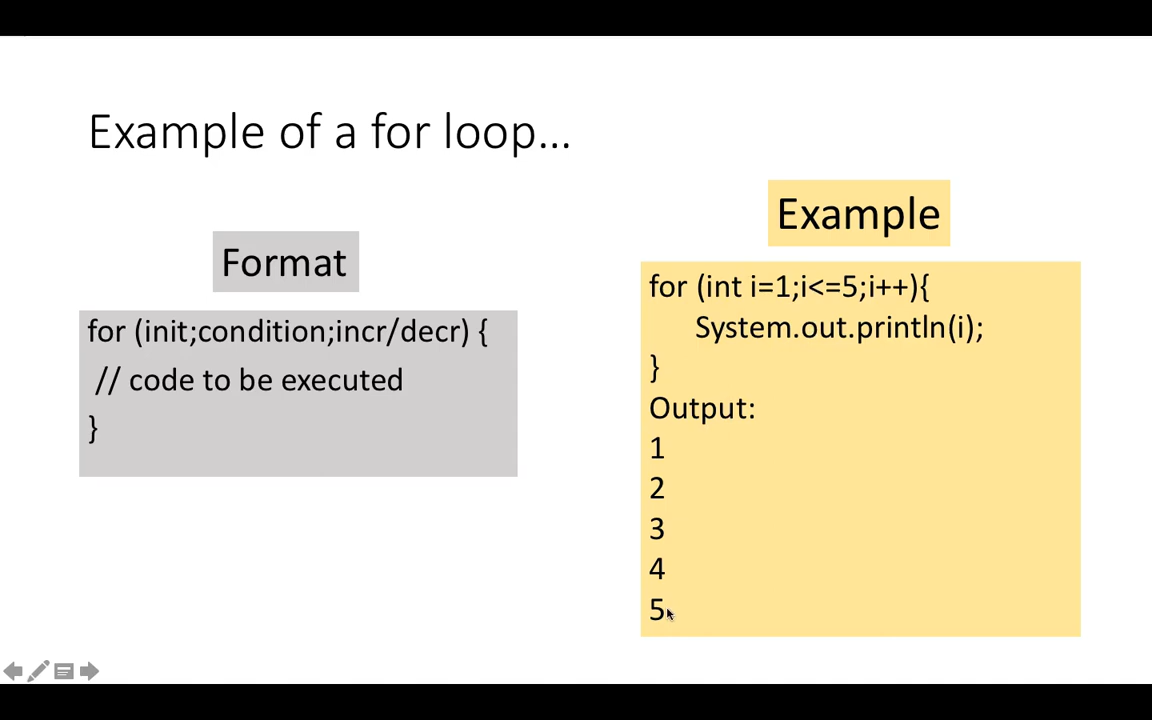 Example of a for loop...
Format
for (init;condition;incr/decr) {
// code to be executed
}
Example
for (int i=1;i<=5;i++){
System.out.println(i);
}
Output:
1
2
3
4
5